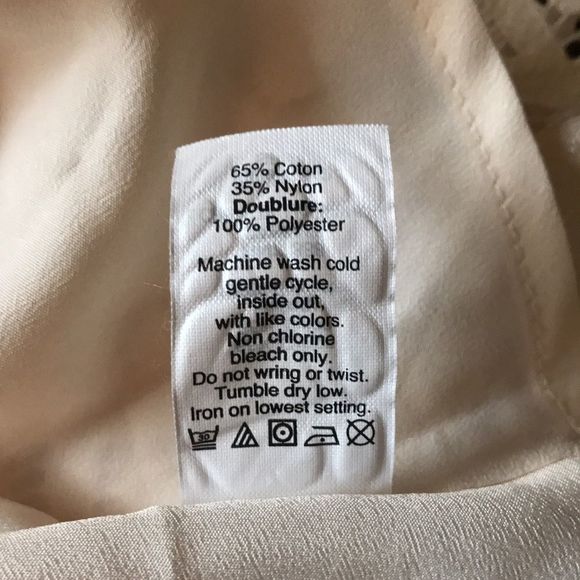 65% Coton
35% Nylon
Doublure:
100% Polyester
Machine wash cold
gentle cycle,
inside out,
with like colors.
Non chlorine
bleach only.
Do not wring or twist.
Tumble dry low.
Iron on lowest setting.
30